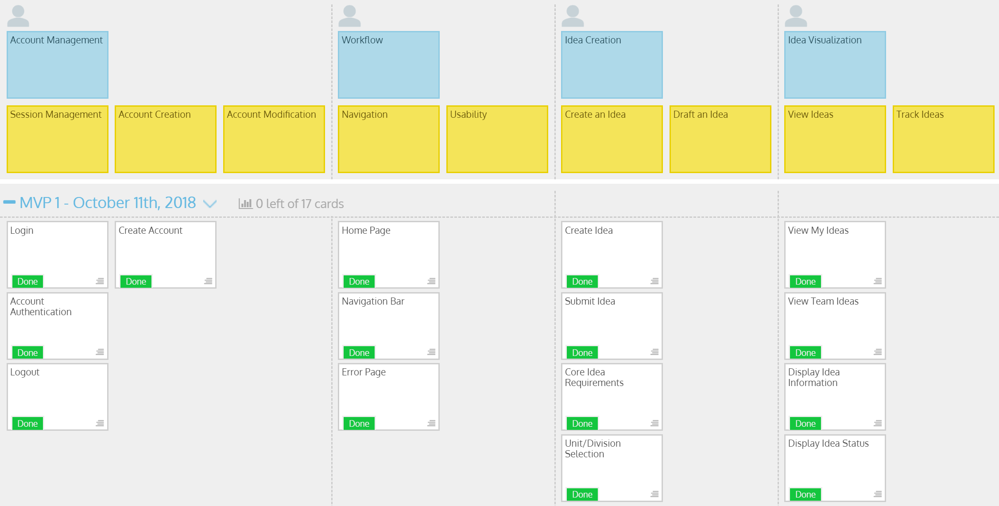 Account Management
Workflow
Idea Creation
Idea Visualization
Session Management
Account Creation
Account Modification
Navigation
Usability
Create an Idea
Draft an Idea
View Ideas
Track Ideas
MVP 1 - October 11th, 2018
0 left of 17 cards
Login
Done
Create Account
Done
Home Page
Done
Create Idea
Done
View My Ideas
Done
Account
Authentication
Done
Navigation Bar
Done
Submit Idea
Done
View Team Ideas
Done
Logout
Done
Error Page
Done
Core Idea
Requirements
Done
Display Idea
Information
Done
Unit/Division
Selection
Done
Display Idea Status
Done